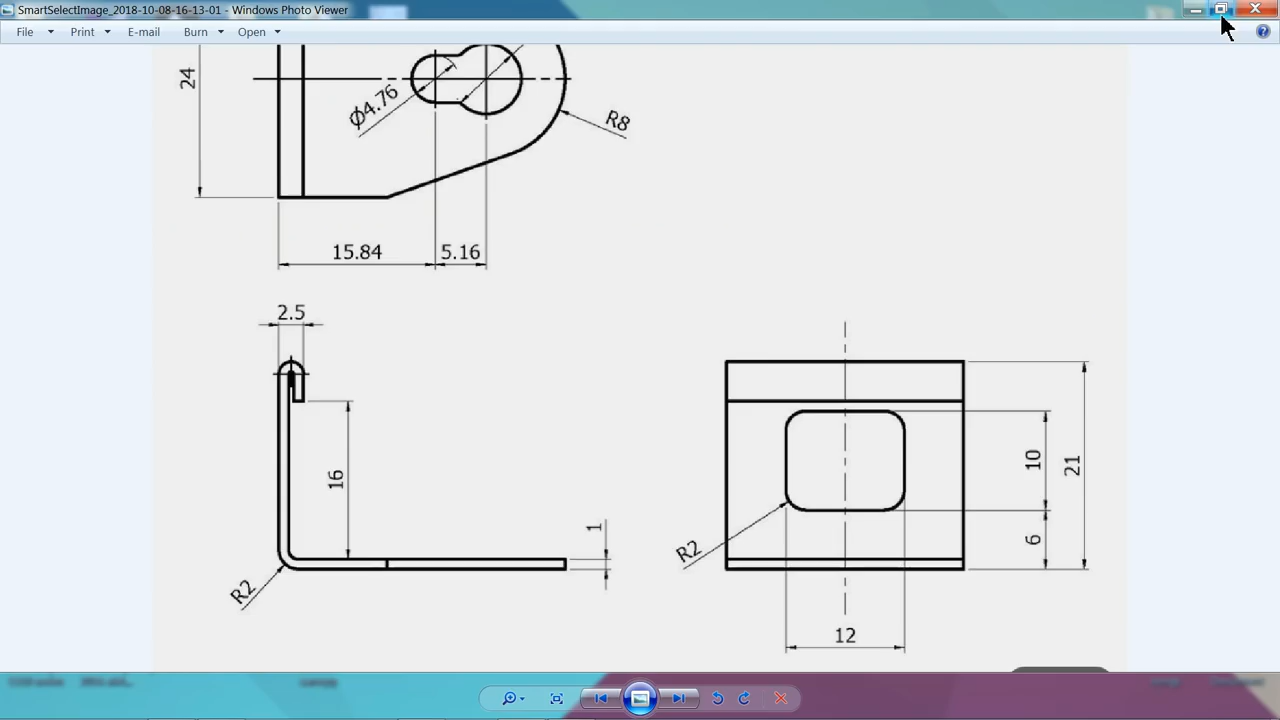 SmartSelectImage_2018-10-08-16-13-01 - Windows Photo Viewer
File Print E-mail Burn Open
24
Ø4.76
R8
15.84 5.16
2.5
16
1
R2
10
21
6
R2
12